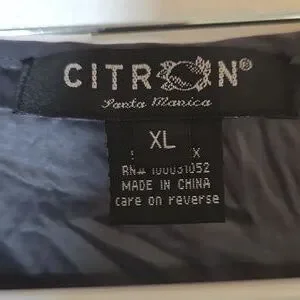 CITRON®
Santa Monica
XL
X
RN# 100031052
MADE IN CHINA
care on reverse